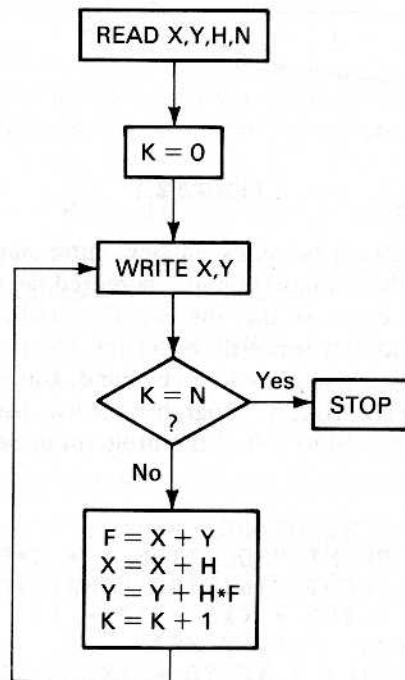 READ X,Y,H,N
K = 0
WRITE X,Y
K = N
?
Yes
STOP
No
F = X + Y
X = X + H
Y = Y + H*F
K = K + 1